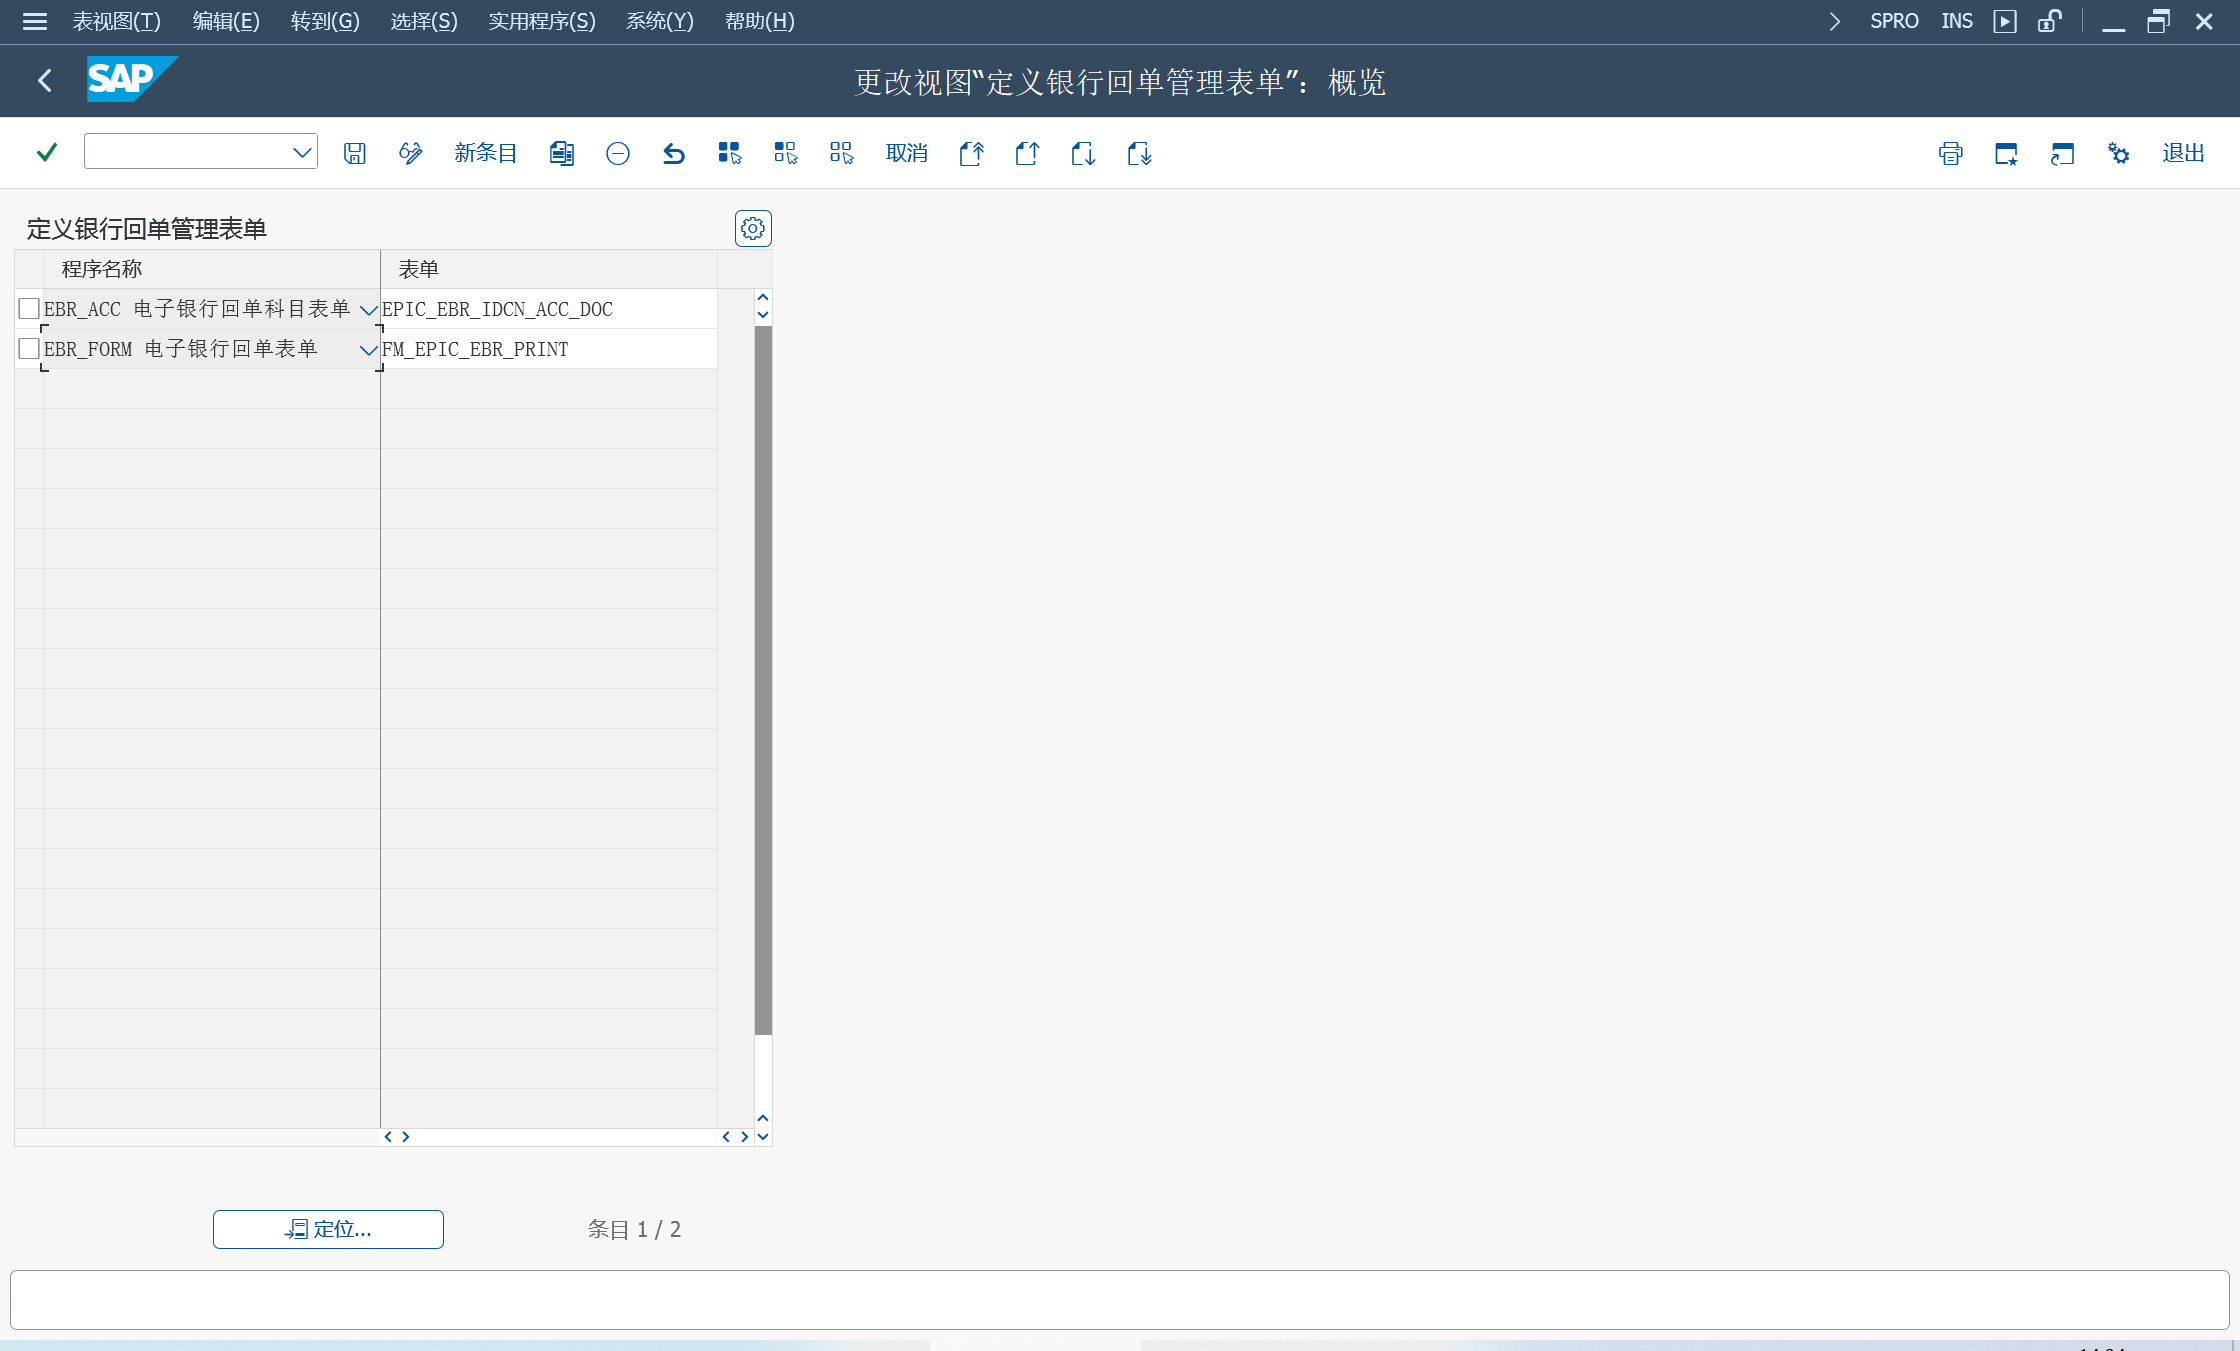 表视图(T) 编辑(E) 转到(G) 选择(S) 实用程序(S) 系统(Y) 帮助(H) SPRO INS
SAP 更改视图“定义银行回单管理表单”：概览
新条目 取消 退出
定义银行回单管理表单
程序名称 表单
EBR_ACC 电子银行回单科目表单 EPIC_EBR_IDCN_ACC_DOC
EBR_FORM 电子银行回单表单 FM_EPIC_EBR_PRINT
定位... 条目 1 / 2